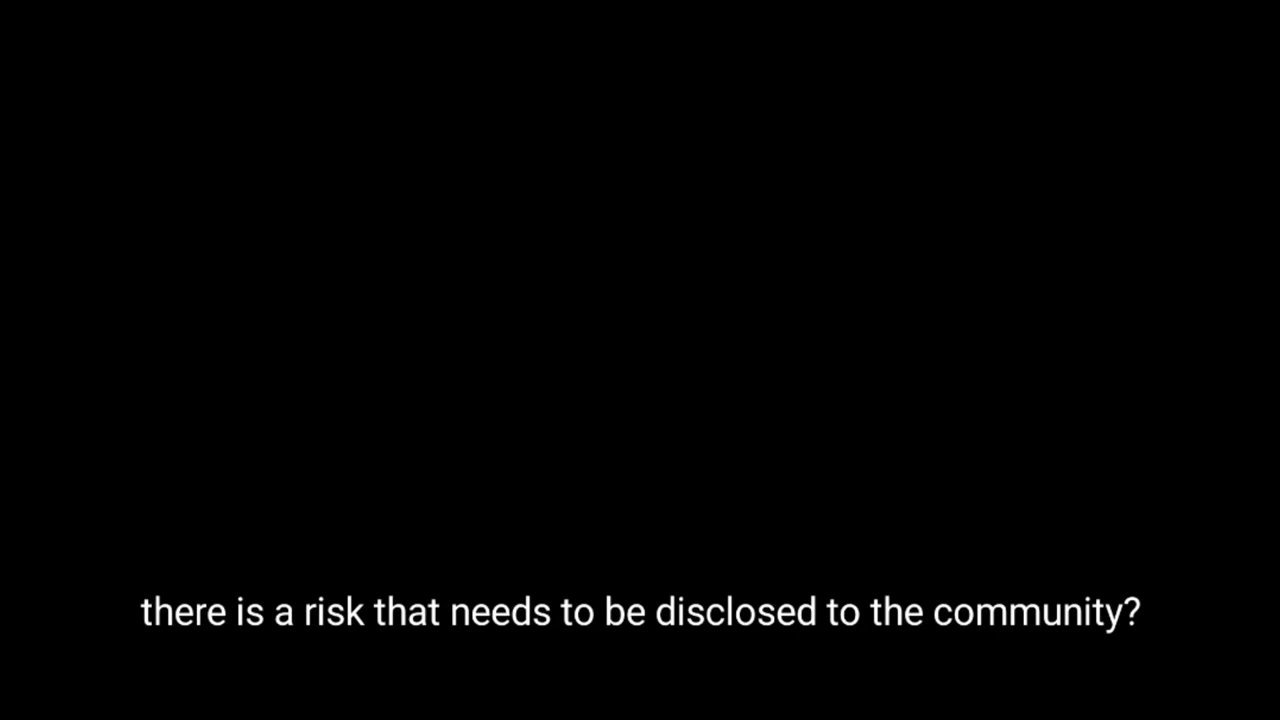 there is a risk that needs to be disclosed to the community?